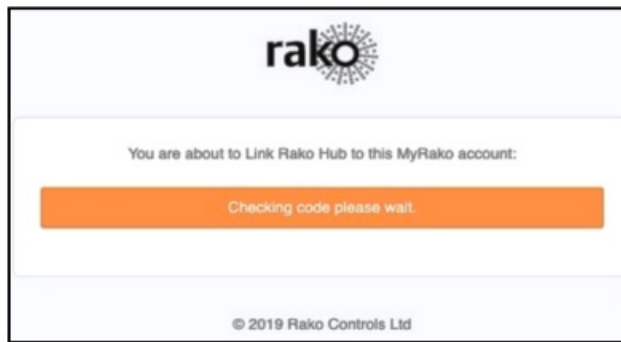 rako
You are about to Link Rako Hub to this MyRako account:
Checking code please wait.
© 2019 Rako Controls Ltd